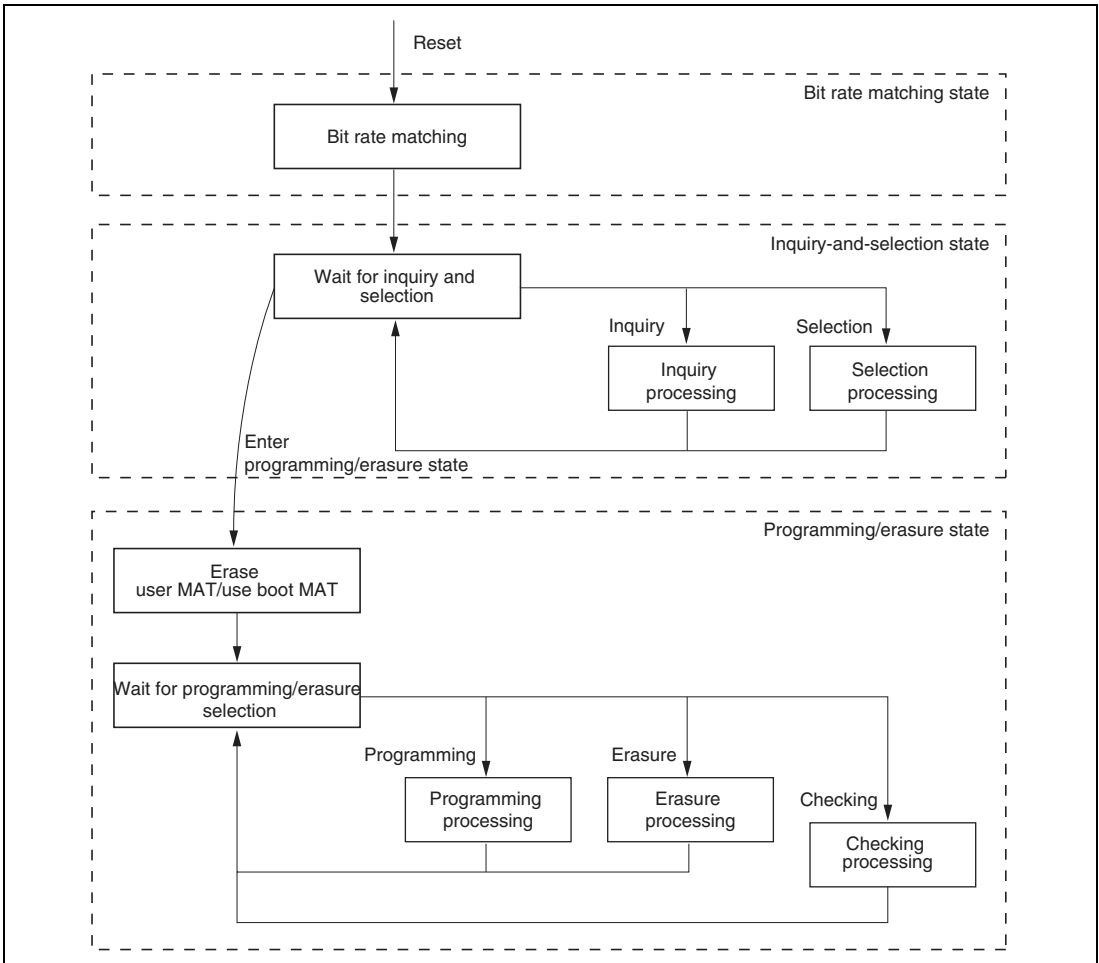 Reset
Bit rate matching state
Bit rate matching
Inquiry-and-selection state
Wait for inquiry and
selection
Inquiry
Selection
Inquiry
processing
Selection
processing
Enter
programming/erasure state
Programming/erasure state
Erase
user MAT/use boot MAT
Wait for programming/erasure
selection
Programming
Erasure
Checking
Programming
processing
Erasure
processing
Checking
processing